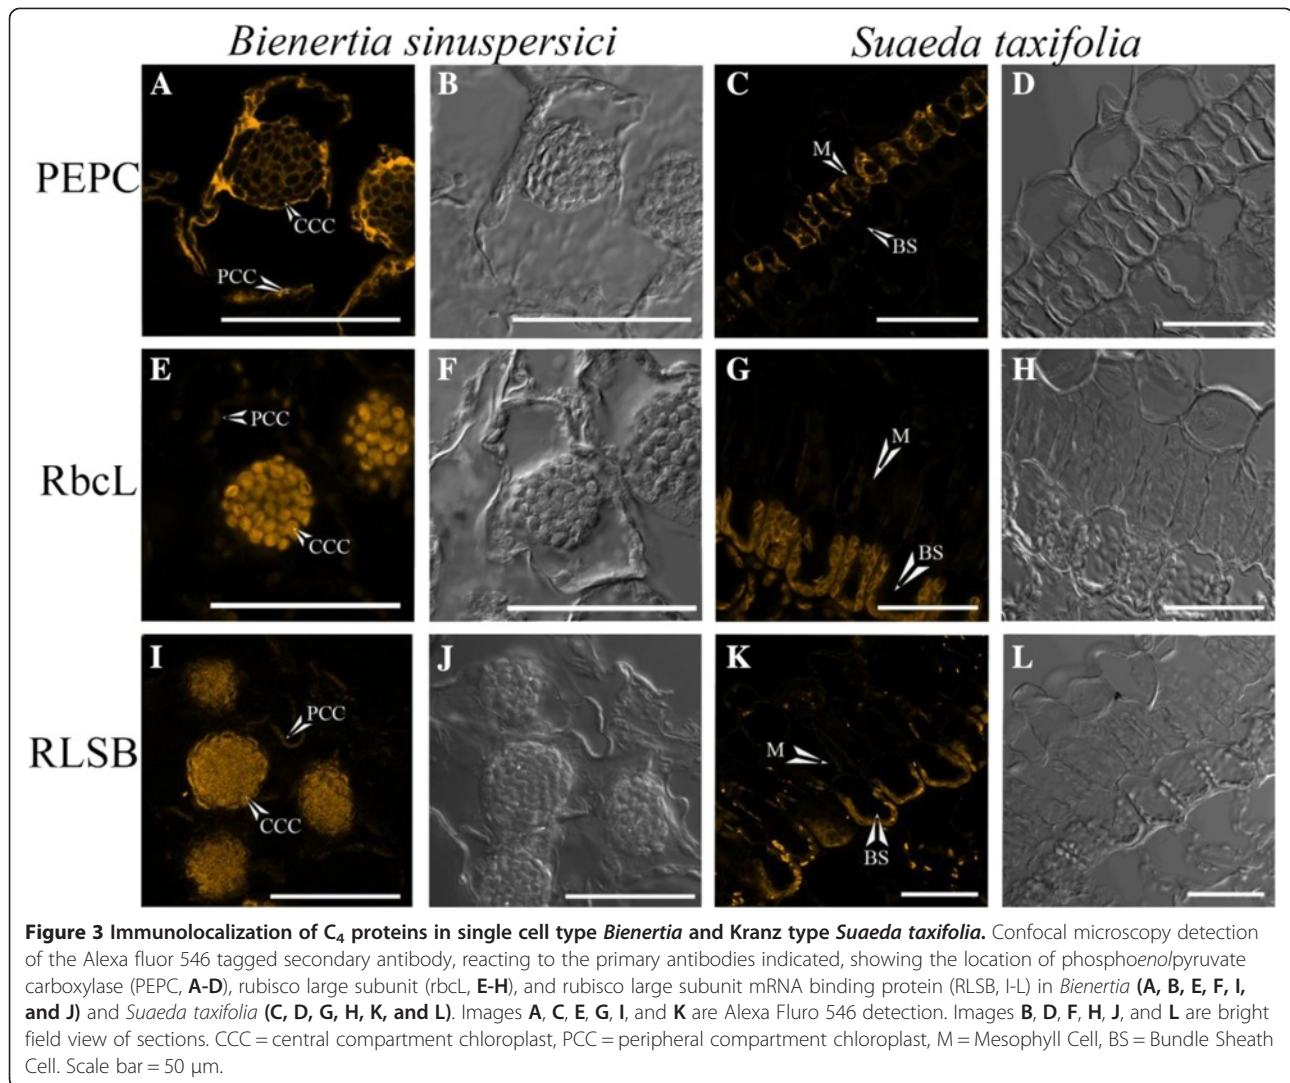 Bienertia sinuspersici Suaeda taxifolia
A B C D
M
PEPC
CCC
BS
PCC
E F G H
PCC
M
RbcL
CCC
BS
I J K L
PCC
RLSB
M
CCC
BS
Figure 3 Immunolocalization of C₄ proteins in single cell type Bienertia and Kranz type Suaeda taxifolia. Confocal microscopy detection
of the Alexa fluor 546 tagged secondary antibody, reacting to the primary antibodies indicated, showing the location of phosphoenolpyruvate
carboxylase (PEPC, A-D), rubisco large subunit (rbcL, E-H), and rubisco large subunit mRNA binding protein (RLSB, I-L) in Bienertia (A, B, E, F, I,
and J) and Suaeda taxifolia (C, D, G, H, K, and L). Images A, C, E, G, I, and K are Alexa Fluro 546 detection. Images B, D, F, H, J, and L are bright
field view of sections. CCC = central compartment chloroplast, PCC = peripheral compartment chloroplast, M = Mesophyll Cell, BS = Bundle Sheath
Cell. Scale bar = 50 μm.